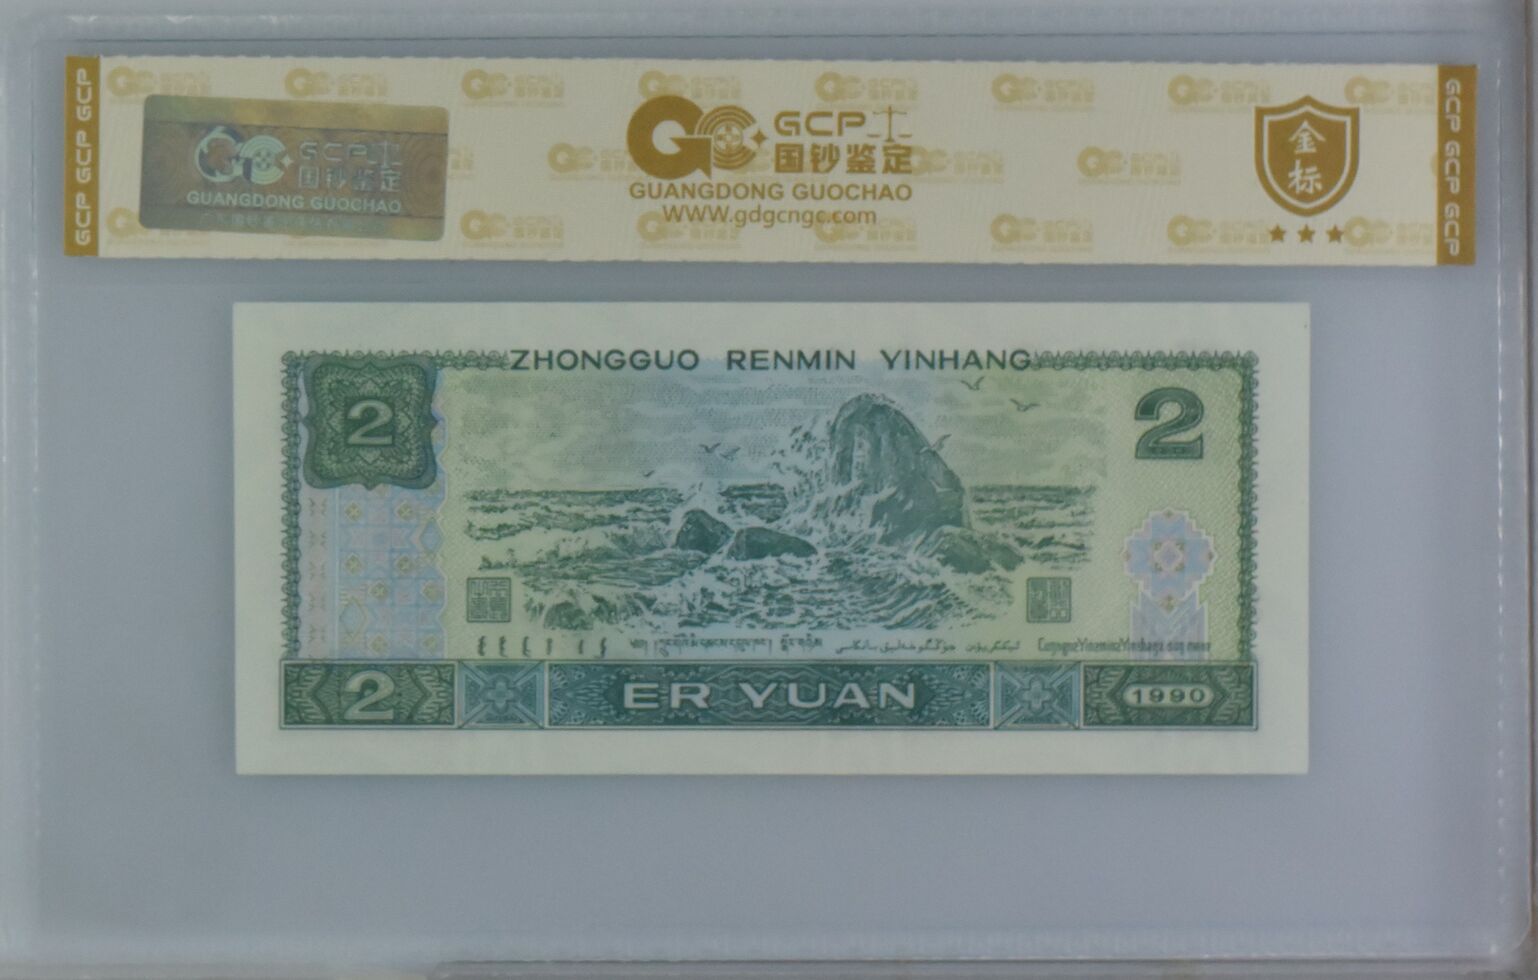 GCP GCP GCP
GCP
国钞鉴定
GUANGDONG GUOCHAO
GCP
国钞鉴定
GUANGDONG GUOCHAO
WWW.gdgcngc.com
金
标
GCP GCP GCP
ZHONGGUO RENMIN YINHANG
2
2
2
ER YUAN
1990